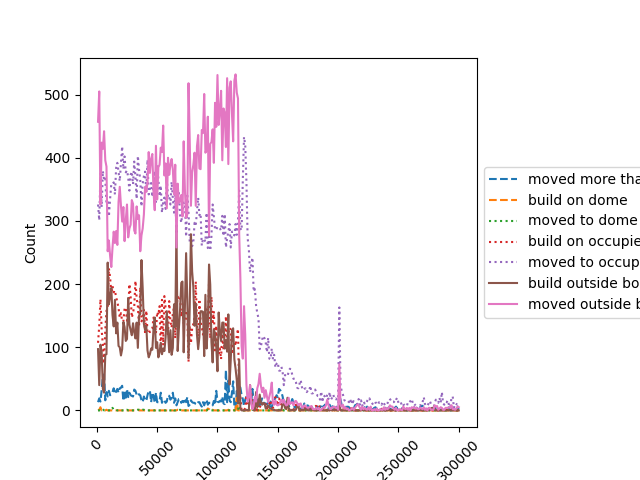 500
400
300
200
100
0
Count
0
50000
100000
150000
200000
250000
300000
moved more tha
build on dome
moved to dome
build on occupie
moved to occup
build outside bo
moved outside b